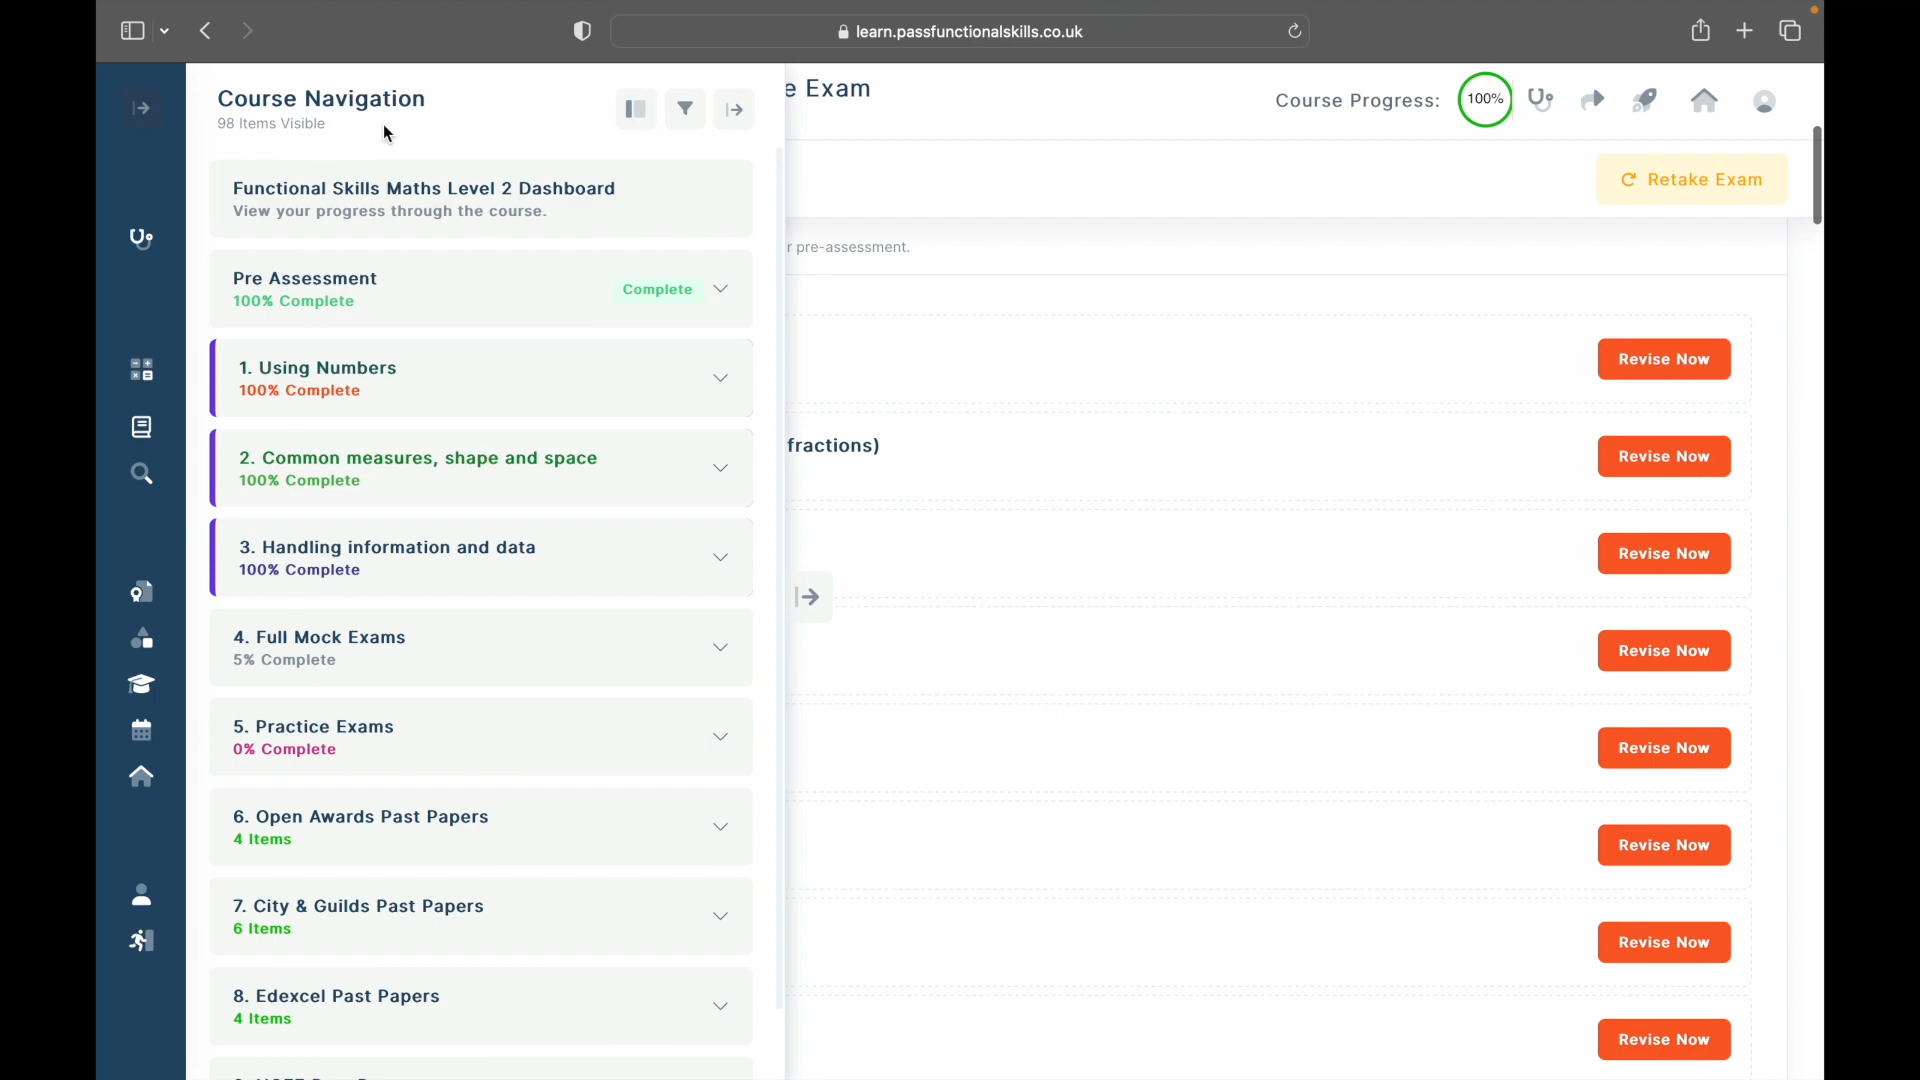 learn.passfunctionalskills.co.uk
Course Navigation
98 Items Visible
e Exam
Course Progress:
100%
Retake Exam
Functional Skills Maths Level 2 Dashboard
View your progress through the course.
r pre-assessment.
Pre Assessment
100% Complete
Complete
1. Using Numbers
100% Complete
Revise Now
2. Common measures, shape and space
100% Complete
fractions)
Revise Now
3. Handling information and data
100% Complete
Revise Now
4. Full Mock Exams
5% Complete
Revise Now
5. Practice Exams
0% Complete
Revise Now
6. Open Awards Past Papers
4 Items
Revise Now
7. City & Guilds Past Papers
6 Items
Revise Now
8. Edexcel Past Papers
4 Items
Revise Now